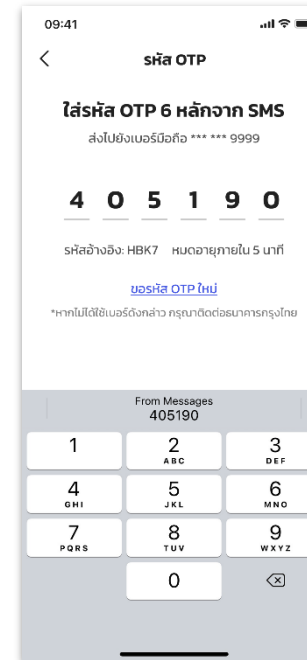 09:41
รหัส OTP
ใส่รหัส OTP 6 หลักจาก SMS
ส่งไปยังเบอร์มือถือ *** *** 9999
4 0 5 1 9 0
รหัสอ้างอิง: HBK7 หมดอายุภายใน 5 นาที
ขอรหัส OTP ใหม่
*หากไม่ได้ใช้เบอร์ดังกล่าว กรุณาติดต่อธนาคารกรุงไทย
From Messages
405190
1 2 3
ABC DEF
4 5 6
GHI JKL MNO
7 8 9
PQRS TUV WXYZ
0